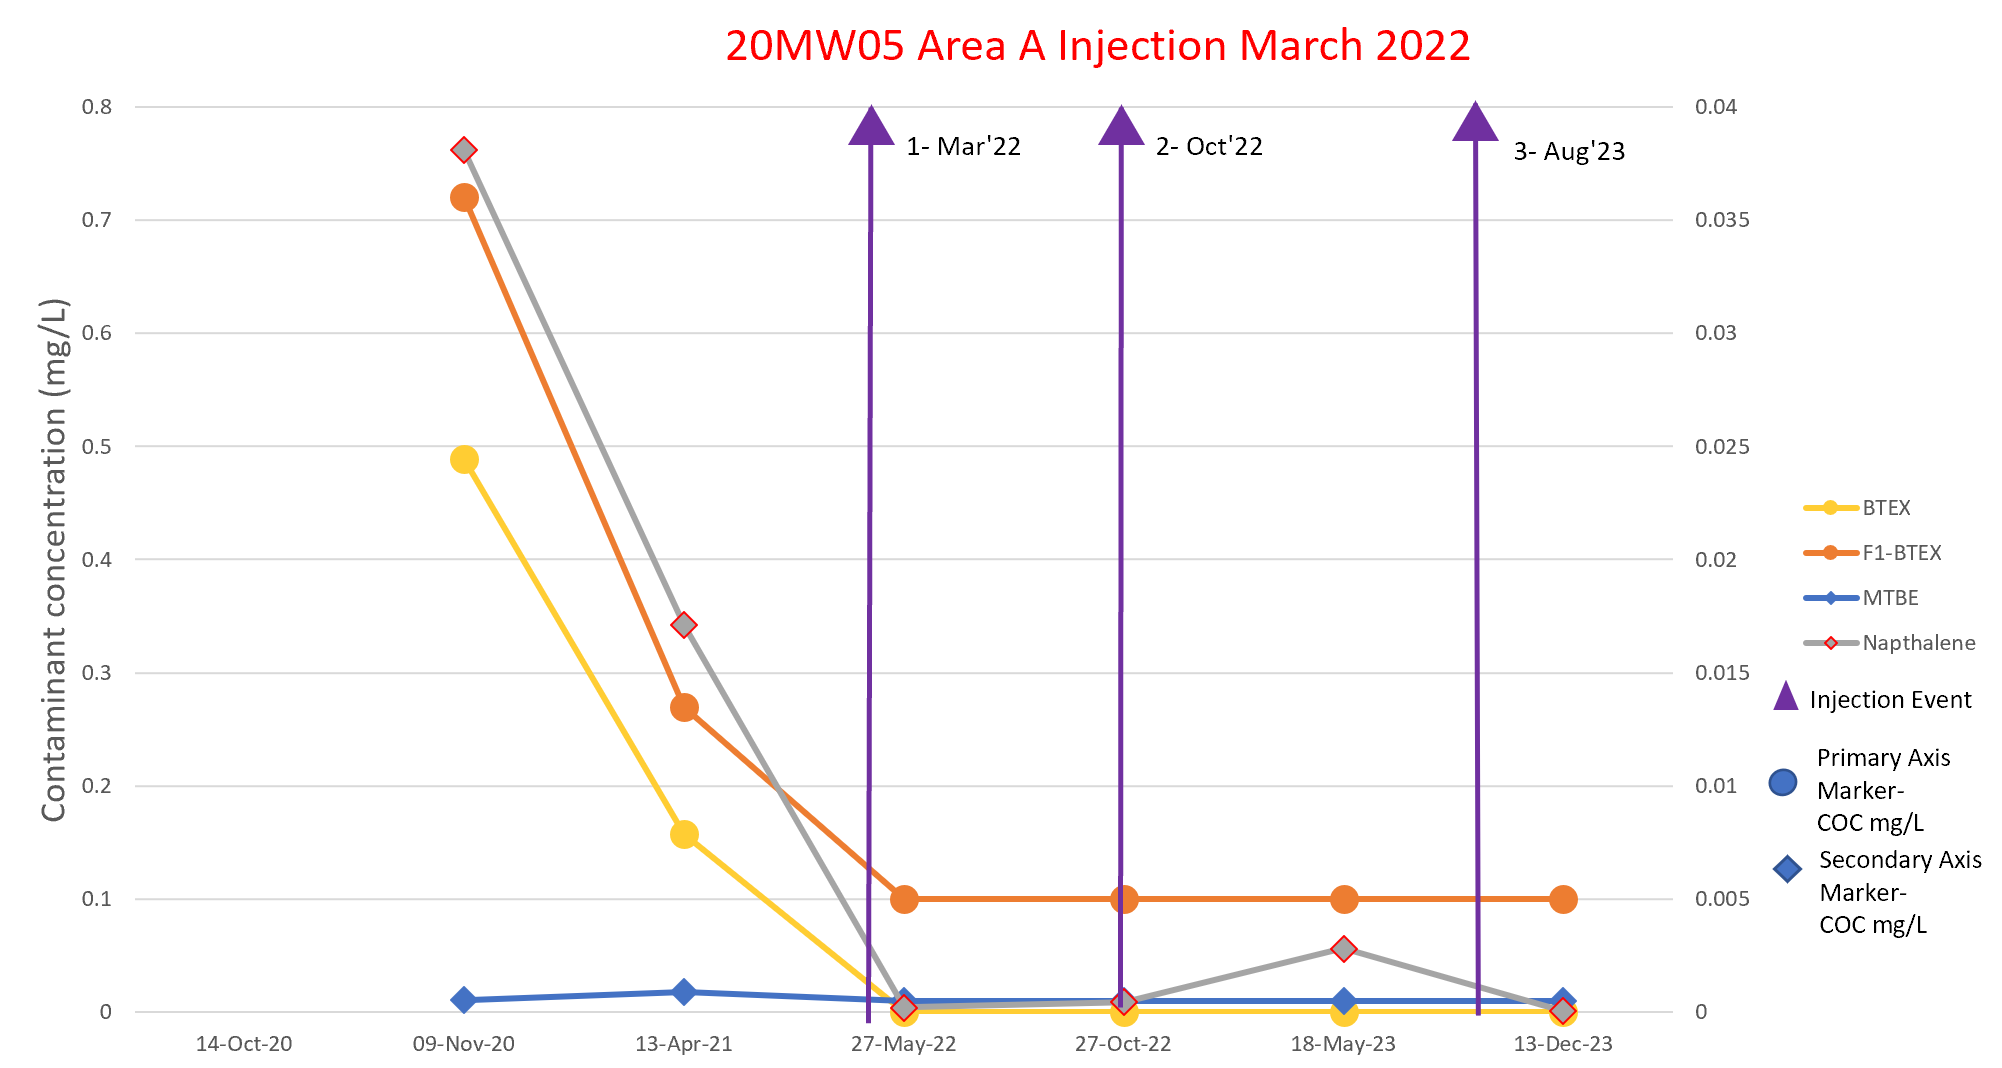 20MW05 Area A Injection March 2022
Contaminant concentration (mg/L)
0.8
0.7
0.6
0.5
0.4
0.3
0.2
0.1
0
1- Mar'22
2- Oct'22
3- Aug'23
0.04
0.035
0.03
0.025
0.02
0.015
0.01
0.005
0
14-Oct-20
09-Nov-20
13-Apr-21
27-May-22
27-Oct-22
18-May-23
13-Dec-23
BTEX
F1-BTEX
MTBE
Napthalene
Injection Event
Primary Axis
Marker-
COC mg/L
Secondary Axis
Marker-
COC mg/L